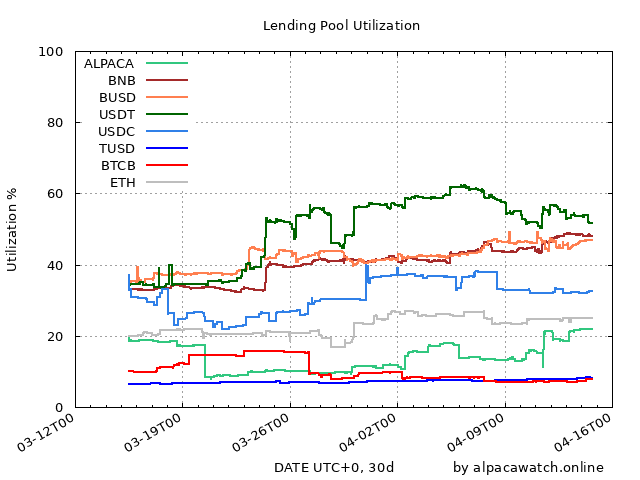 Lending Pool Utilization
100
80
60
40
20
0
Utilization %
ALPACA
BNB
BUSD
USDT
USDC
TUSD
BTCB
ETH
03-12T00
03-19T00
03-26T00
04-02T00
04-09T00
04-16T00
DATE UTC+0, 30d
by alpacawatch.online